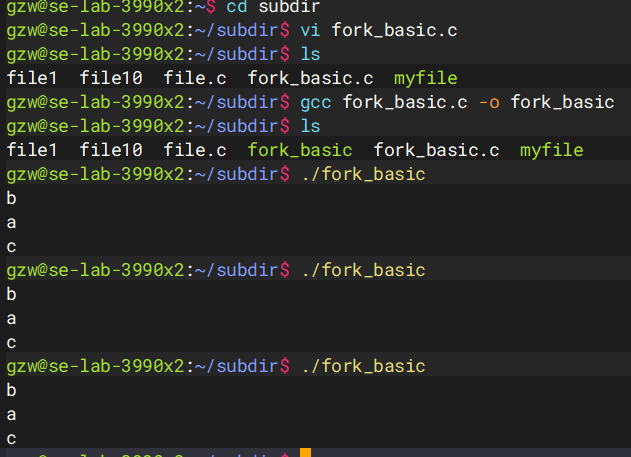 gzw@se-lab-3990x2:~$ cd subdir
gzw@se-lab-3990x2:~/subdir$ vi fork_basic.c
gzw@se-lab-3990x2:~/subdir$ ls
file1  file10  file.c  fork_basic.c  myfile
gzw@se-lab-3990x2:~/subdir$ gcc fork_basic.c -o fork_basic
gzw@se-lab-3990x2:~/subdir$ ls
file1  file10  file.c  fork_basic  fork_basic.c  myfile
gzw@se-lab-3990x2:~/subdir$ ./fork_basic
b
a
c
gzw@se-lab-3990x2:~/subdir$ ./fork_basic
b
a
c
gzw@se-lab-3990x2:~/subdir$ ./fork_basic
b
a
c